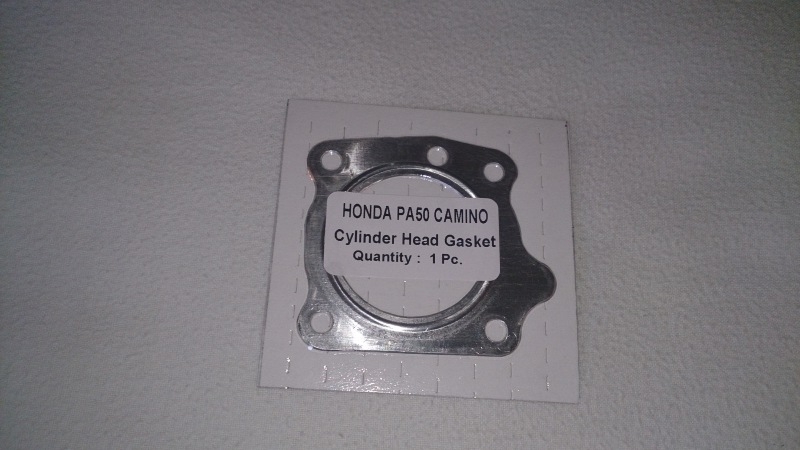 HONDA PA50 CAMINO
Cylinder Head Gasket
Quantity : 1 Pc.